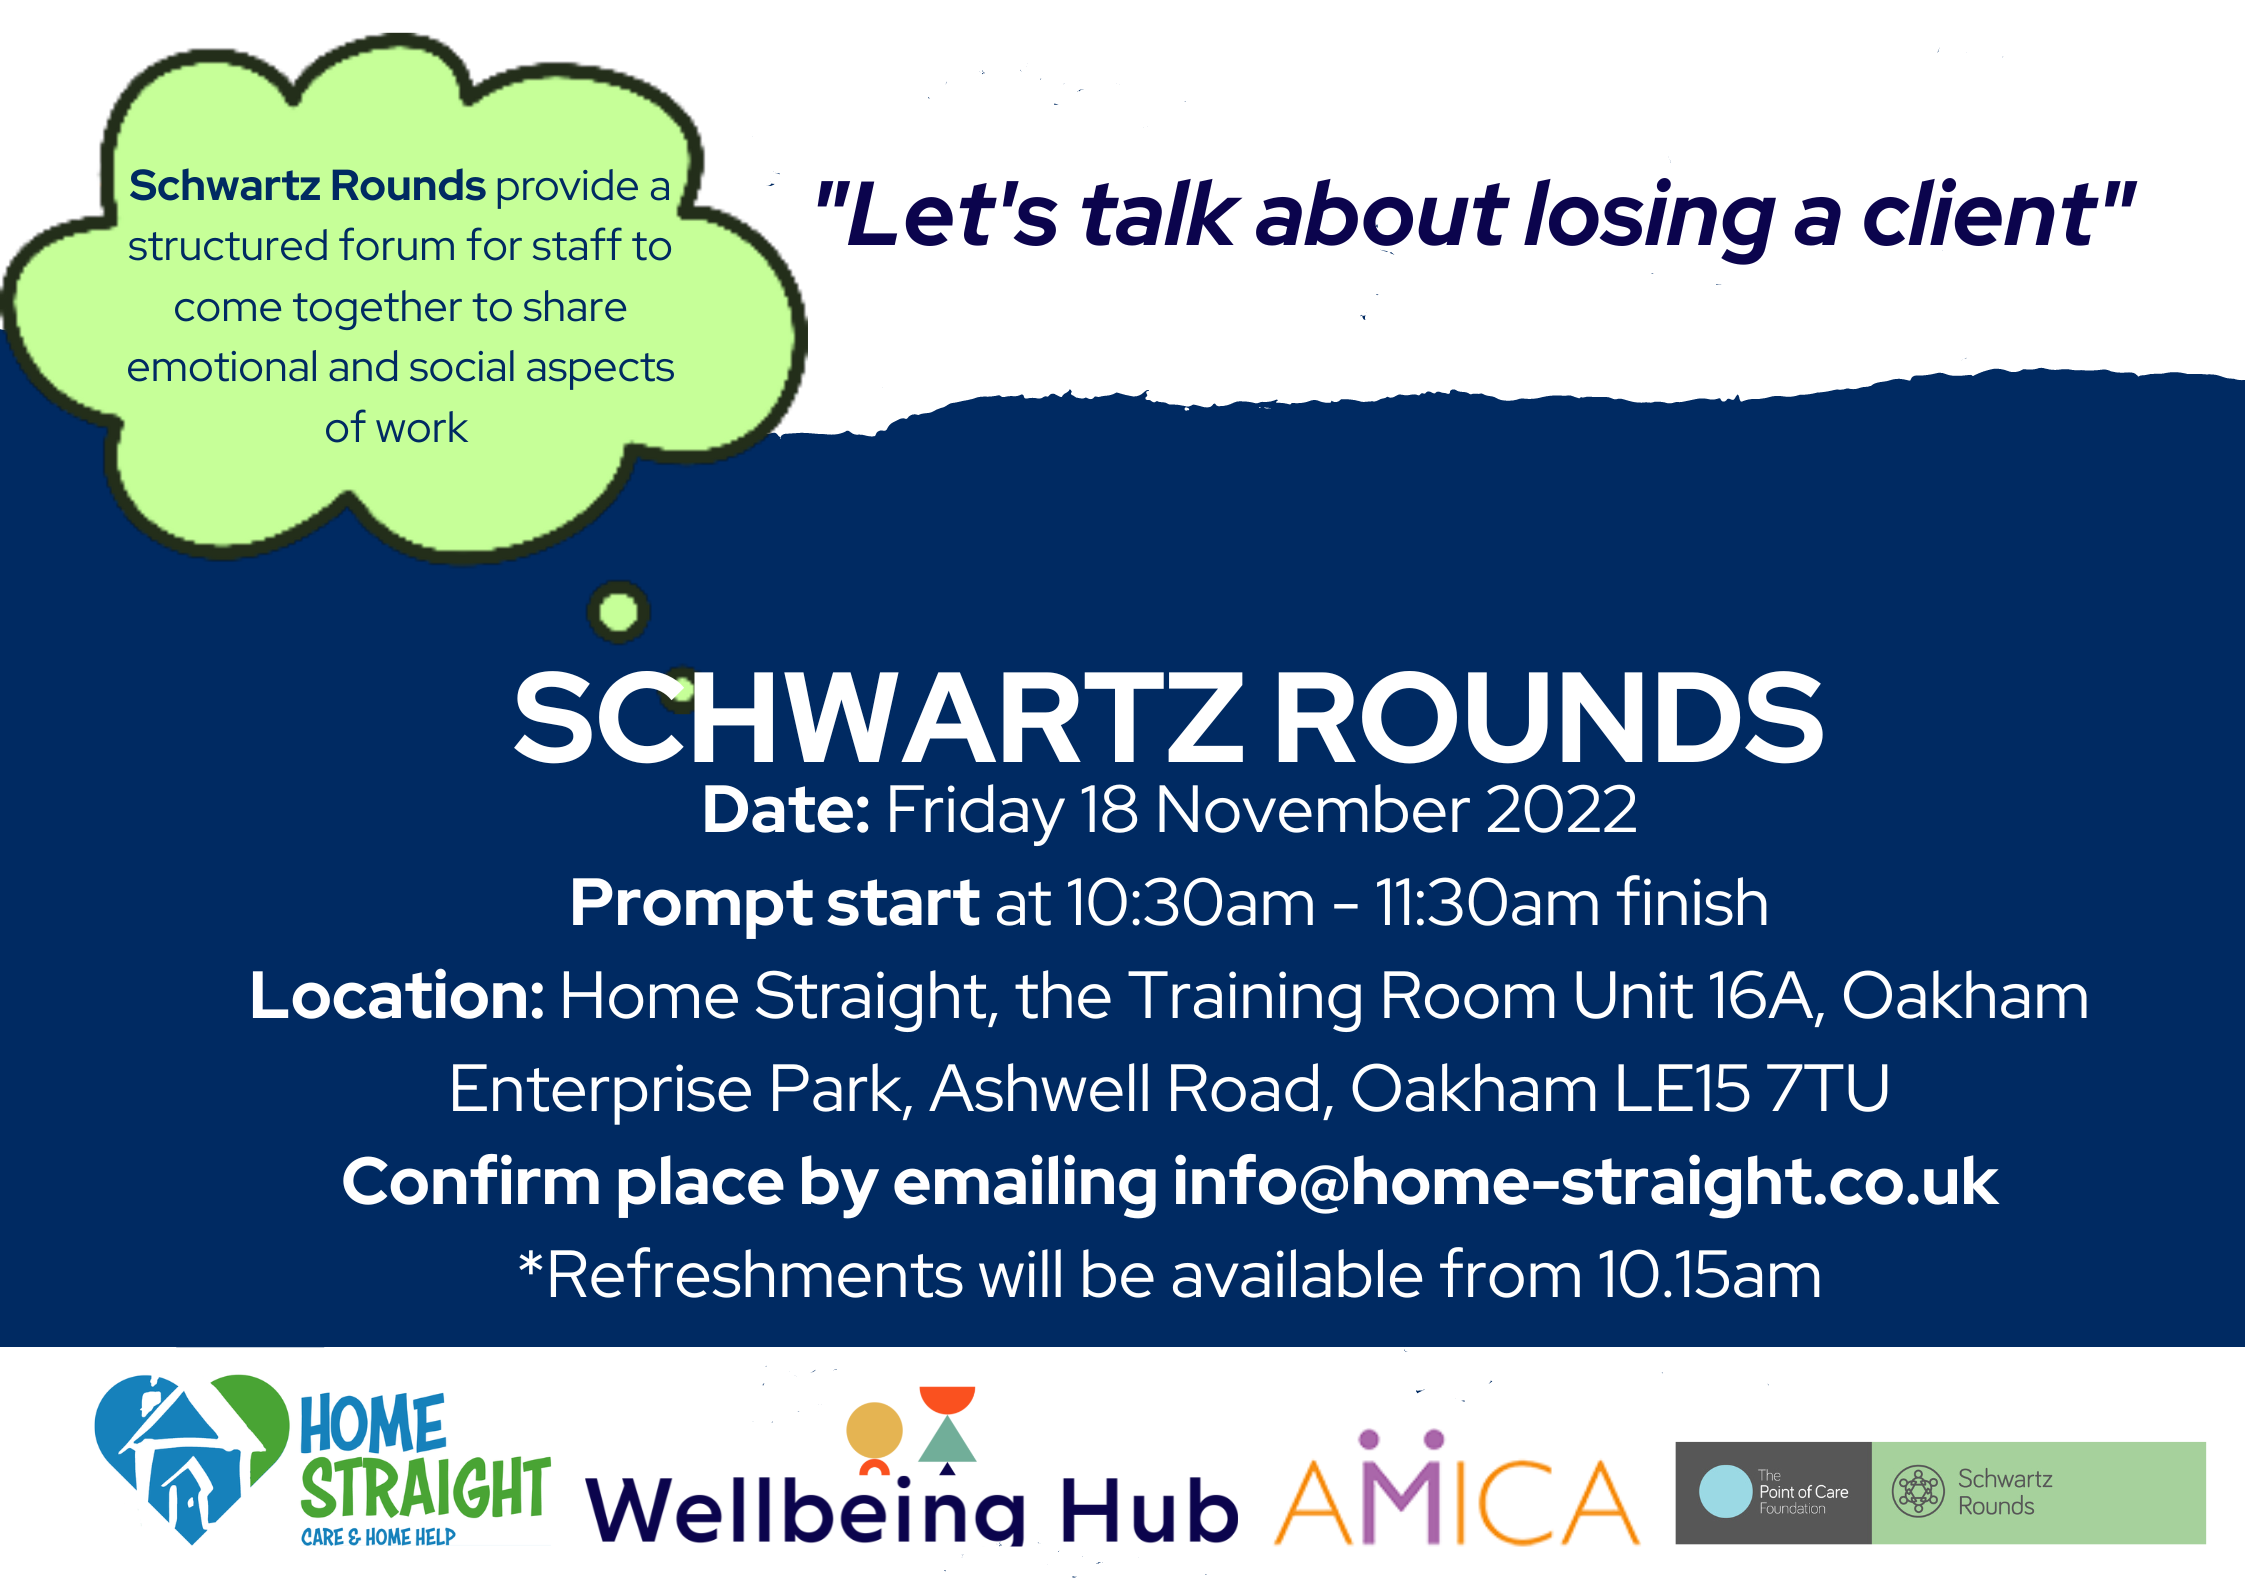 Schwartz Rounds provide a
structured forum for staff to
come together to share
emotional and social aspects
of work
"Let's talk about losing a client"
SCHWARTZ ROUNDS
Date: Friday 18 November 2022
Prompt start at 10:30am - 11:30am finish
Location: Home Straight, the Training Room Unit 16A, Oakham
Enterprise Park, Ashwell Road, Oakham LE15 7TU
Confirm place by emailing info@home-straight.co.uk
*Refreshments will be available from 10.15am
HOME
STRAIGHT
CARE & HOME HELP
Wellbeing Hub
AMICA
The
Point of Care
Foundation
Schwartz
Rounds